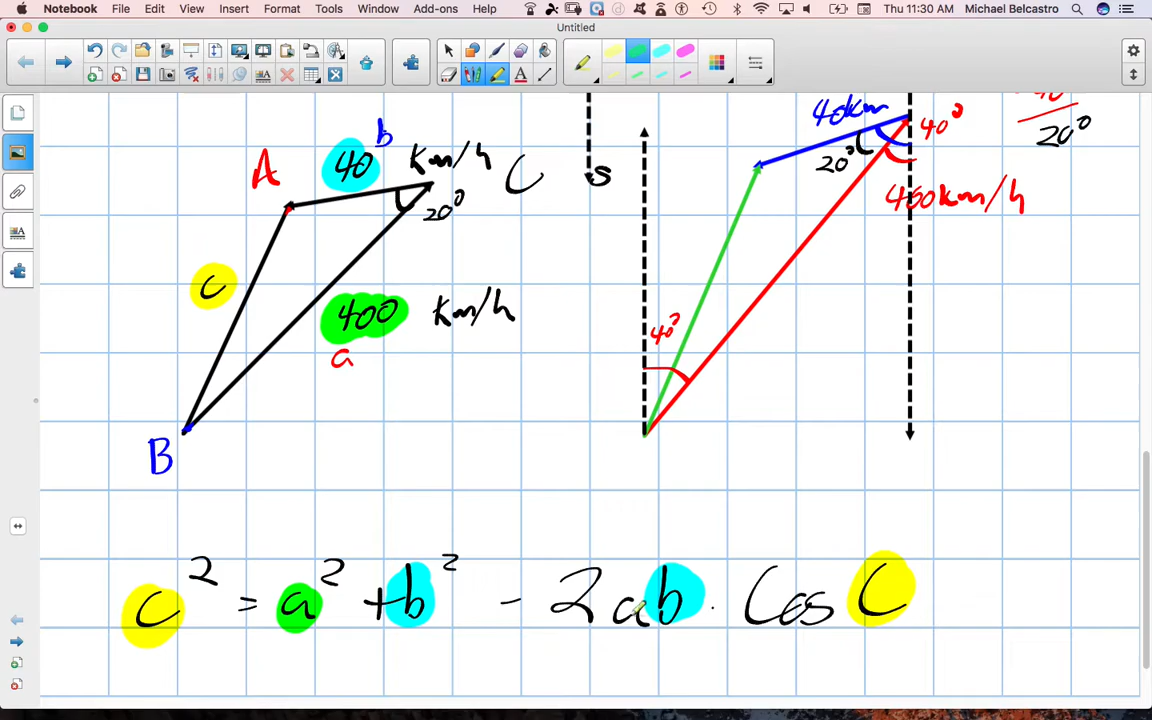 Notebook File Edit View Insert Format Tools Window Add-ons Help Thu 11:30 AM Michael Belcastro
Untitled
A
40
b
km/h
C
20°
c
400
km/h
a
B
S
40km
40°
20°
20°
400km/h
40°
c² = a² + b² - 2ab · Cos C